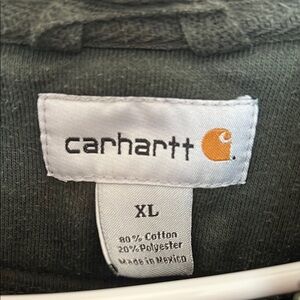 carhartt
XL
80% Cotton
20% Polyester
Made in Mexico